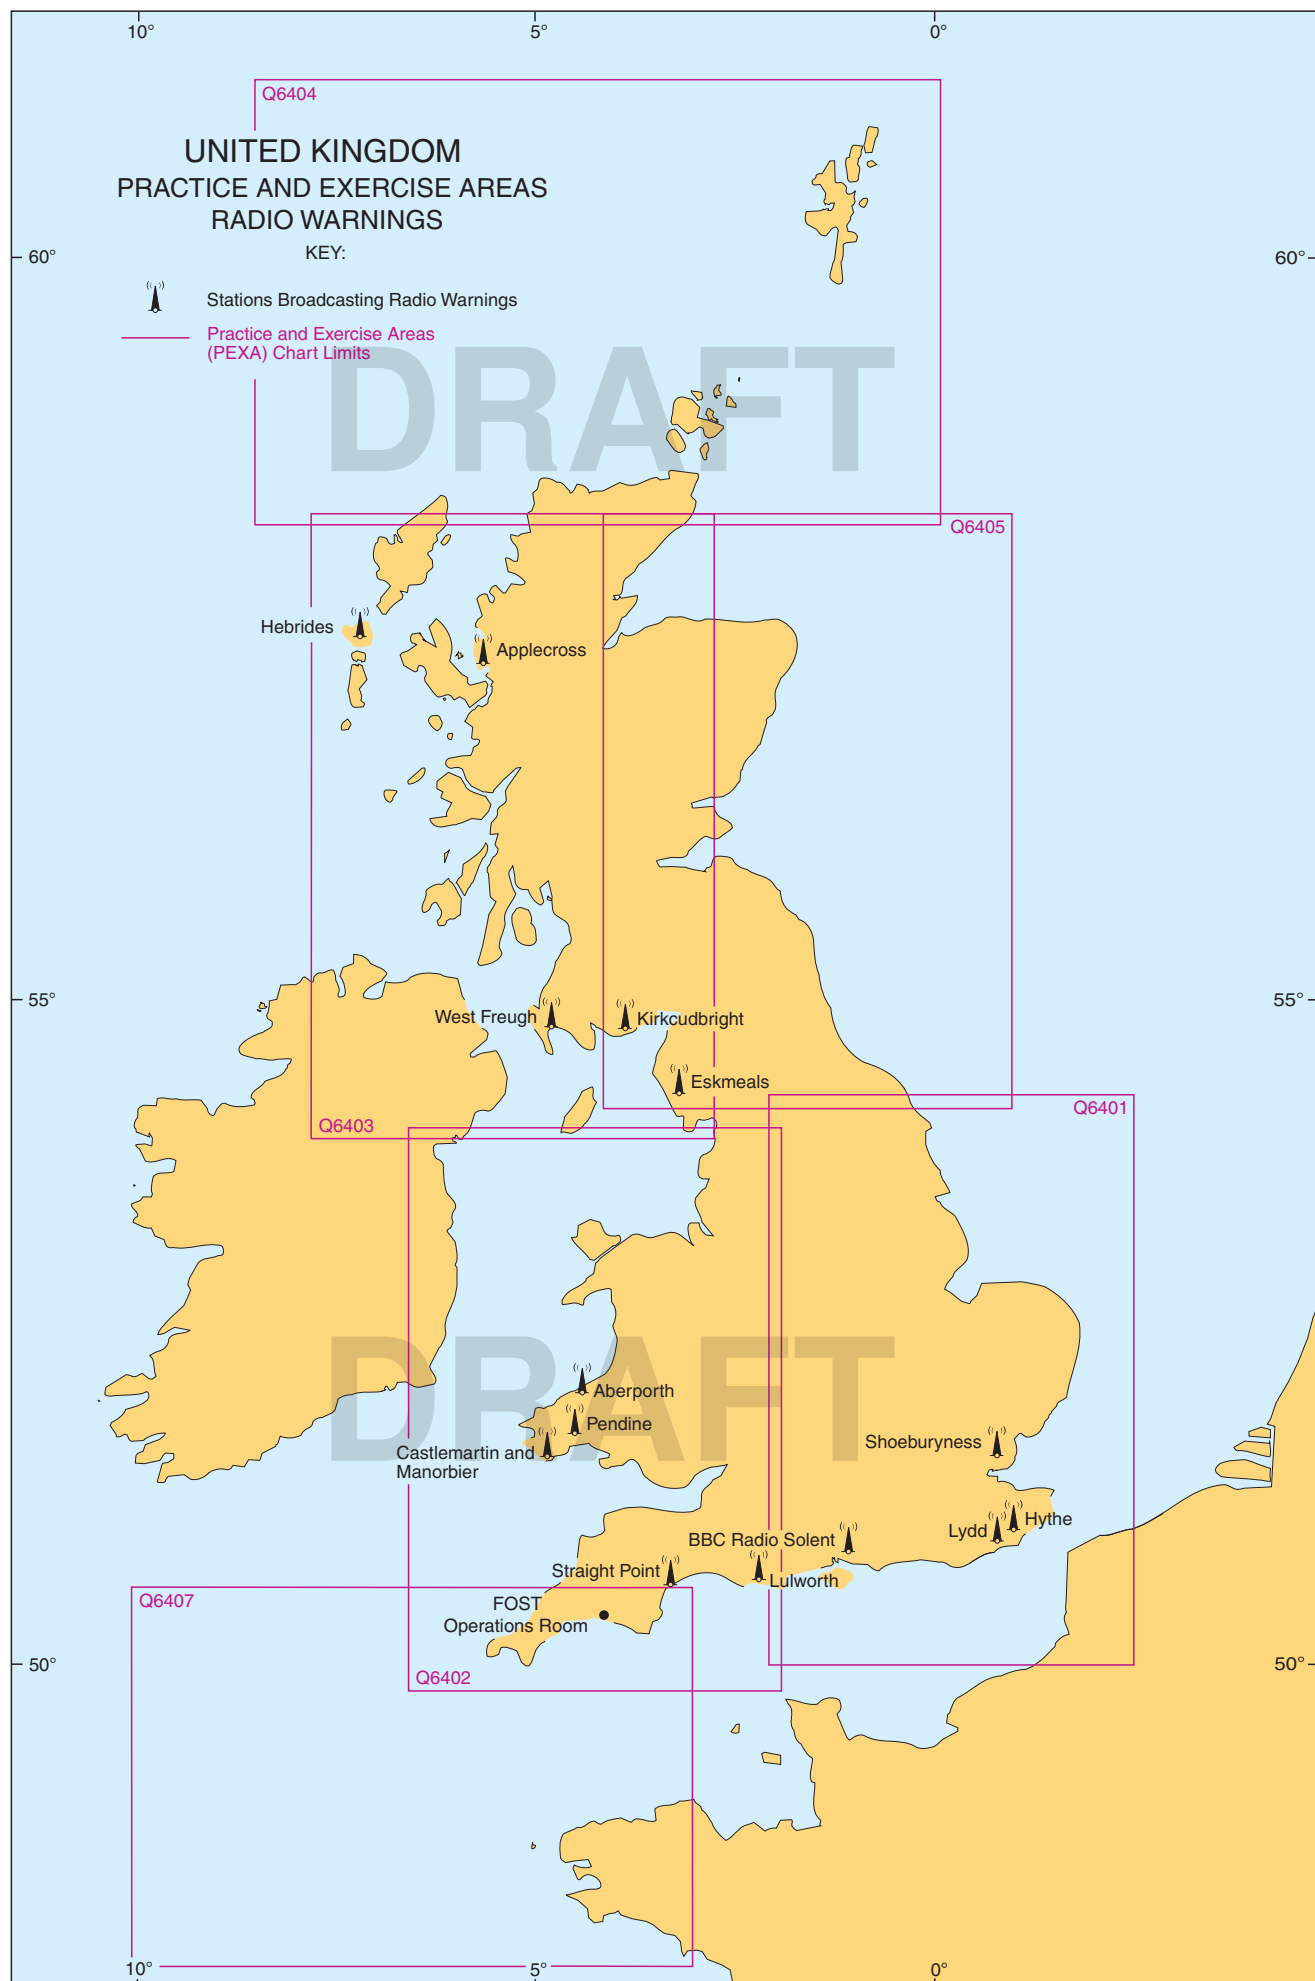 10° 5° 0°
Q6404
UNITED KINGDOM
PRACTICE AND EXERCISE AREAS
RADIO WARNINGS
KEY:
60° 60°
Stations Broadcasting Radio Warnings
Practice and Exercise Areas
(PEXA) Chart Limits
DRAFT
Q6405
Hebrides
Applecross
55° 55°
West Freugh
Kirkcudbright
Eskmeals
Q6401
Q6403
DRAFT
Aberporth
Pendine
Castlemartin and
Manorbier
Shoeburyness
Hythe
Lydd
BBC Radio Solent
Straight Point
Lulworth
Q6407
FOST
Operations Room
50° 50°
Q6402
10° 5° 0°